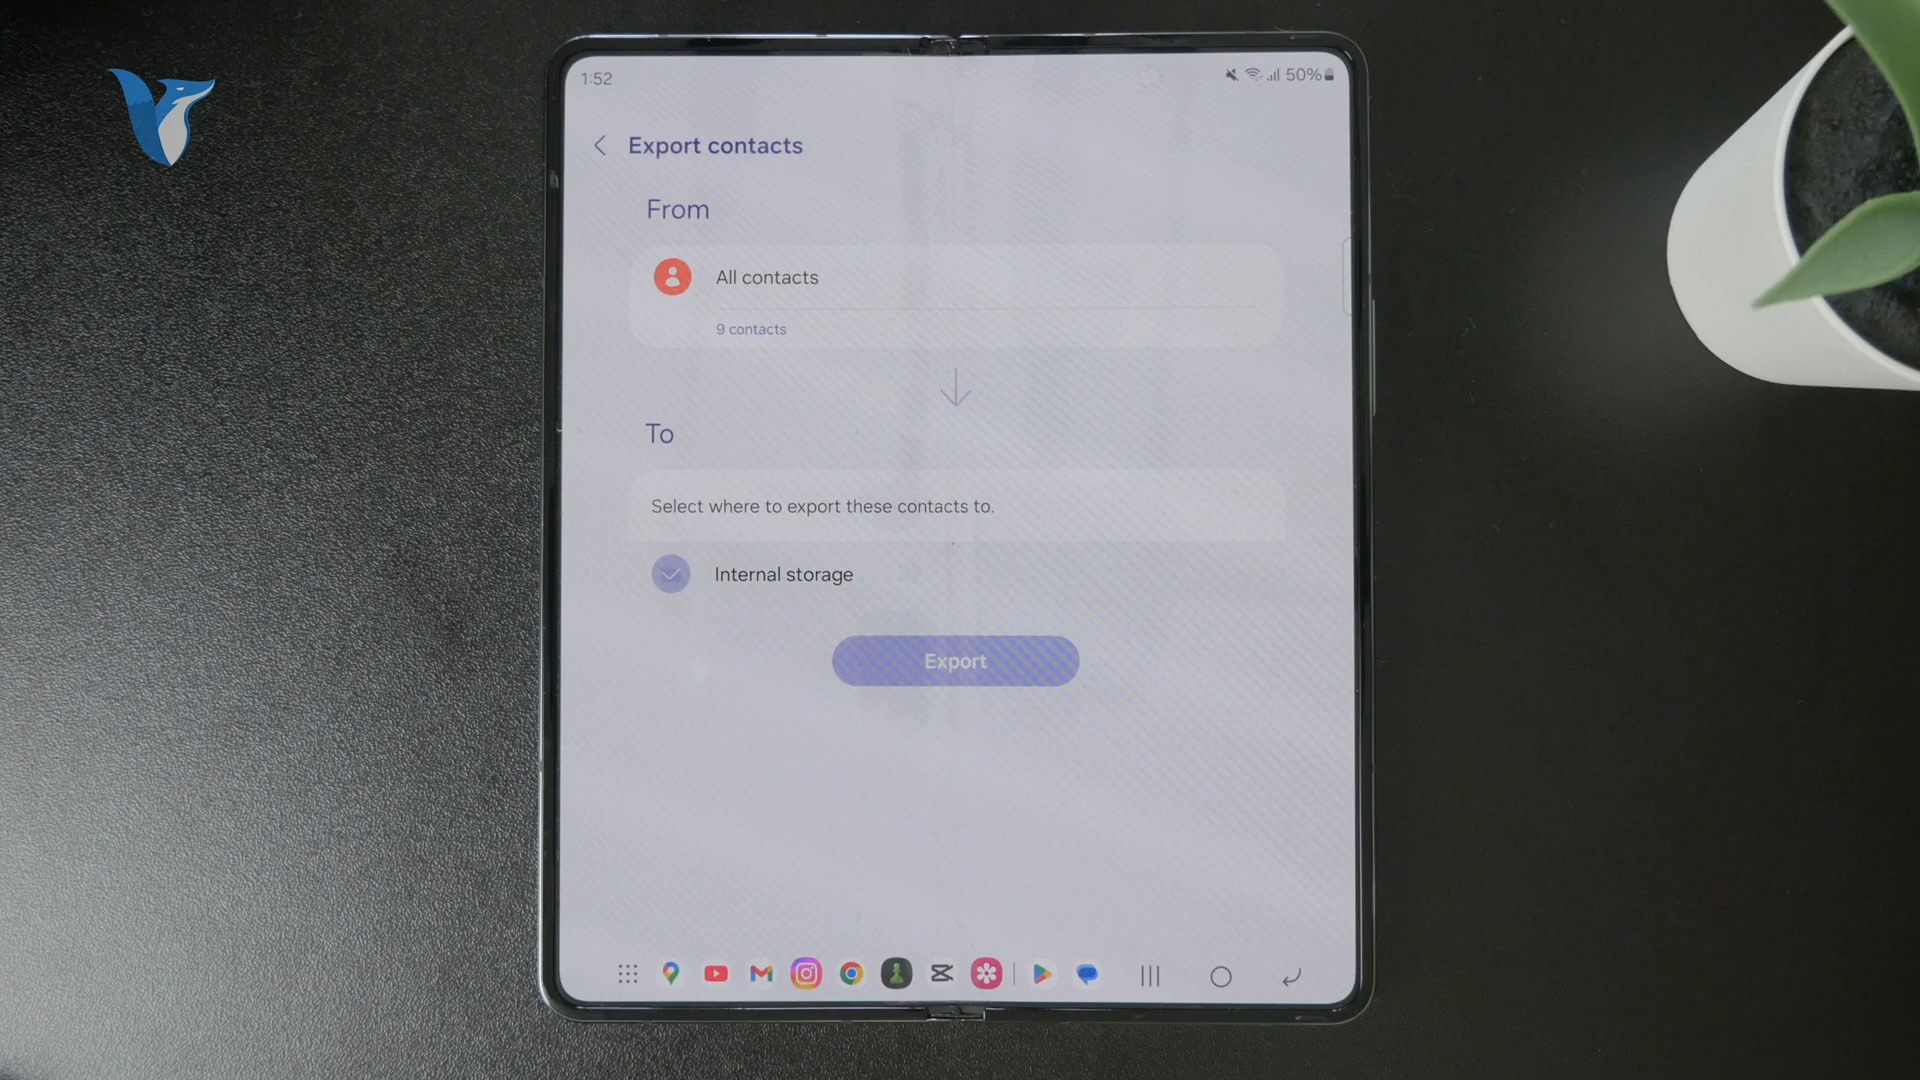 1:52
50%
Export contacts
From
All contacts
9 contacts
To
Select where to export these contacts to.
Internal storage
Export